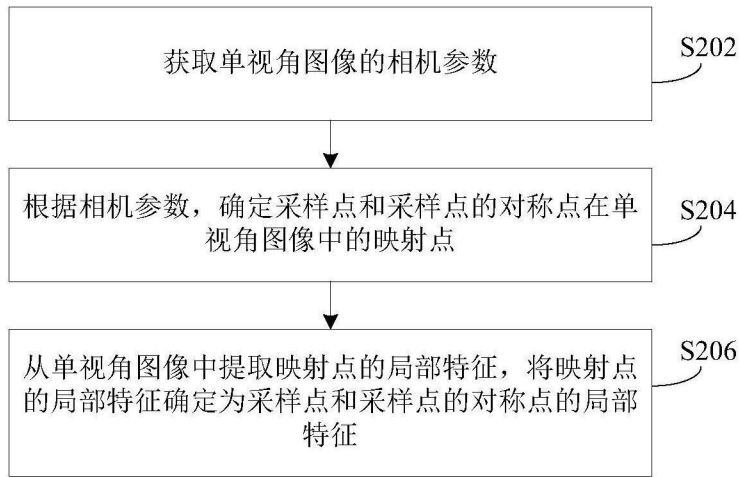 获取单视角图像的相机参数
S202
根据相机参数，确定采样点和采样点的对称点在单
视角图像中的映射点
S204
从单视角图像中提取映射点的局部特征，将映射点
的局部特征确定为采样点和采样点的对称点的局部
特征
S206